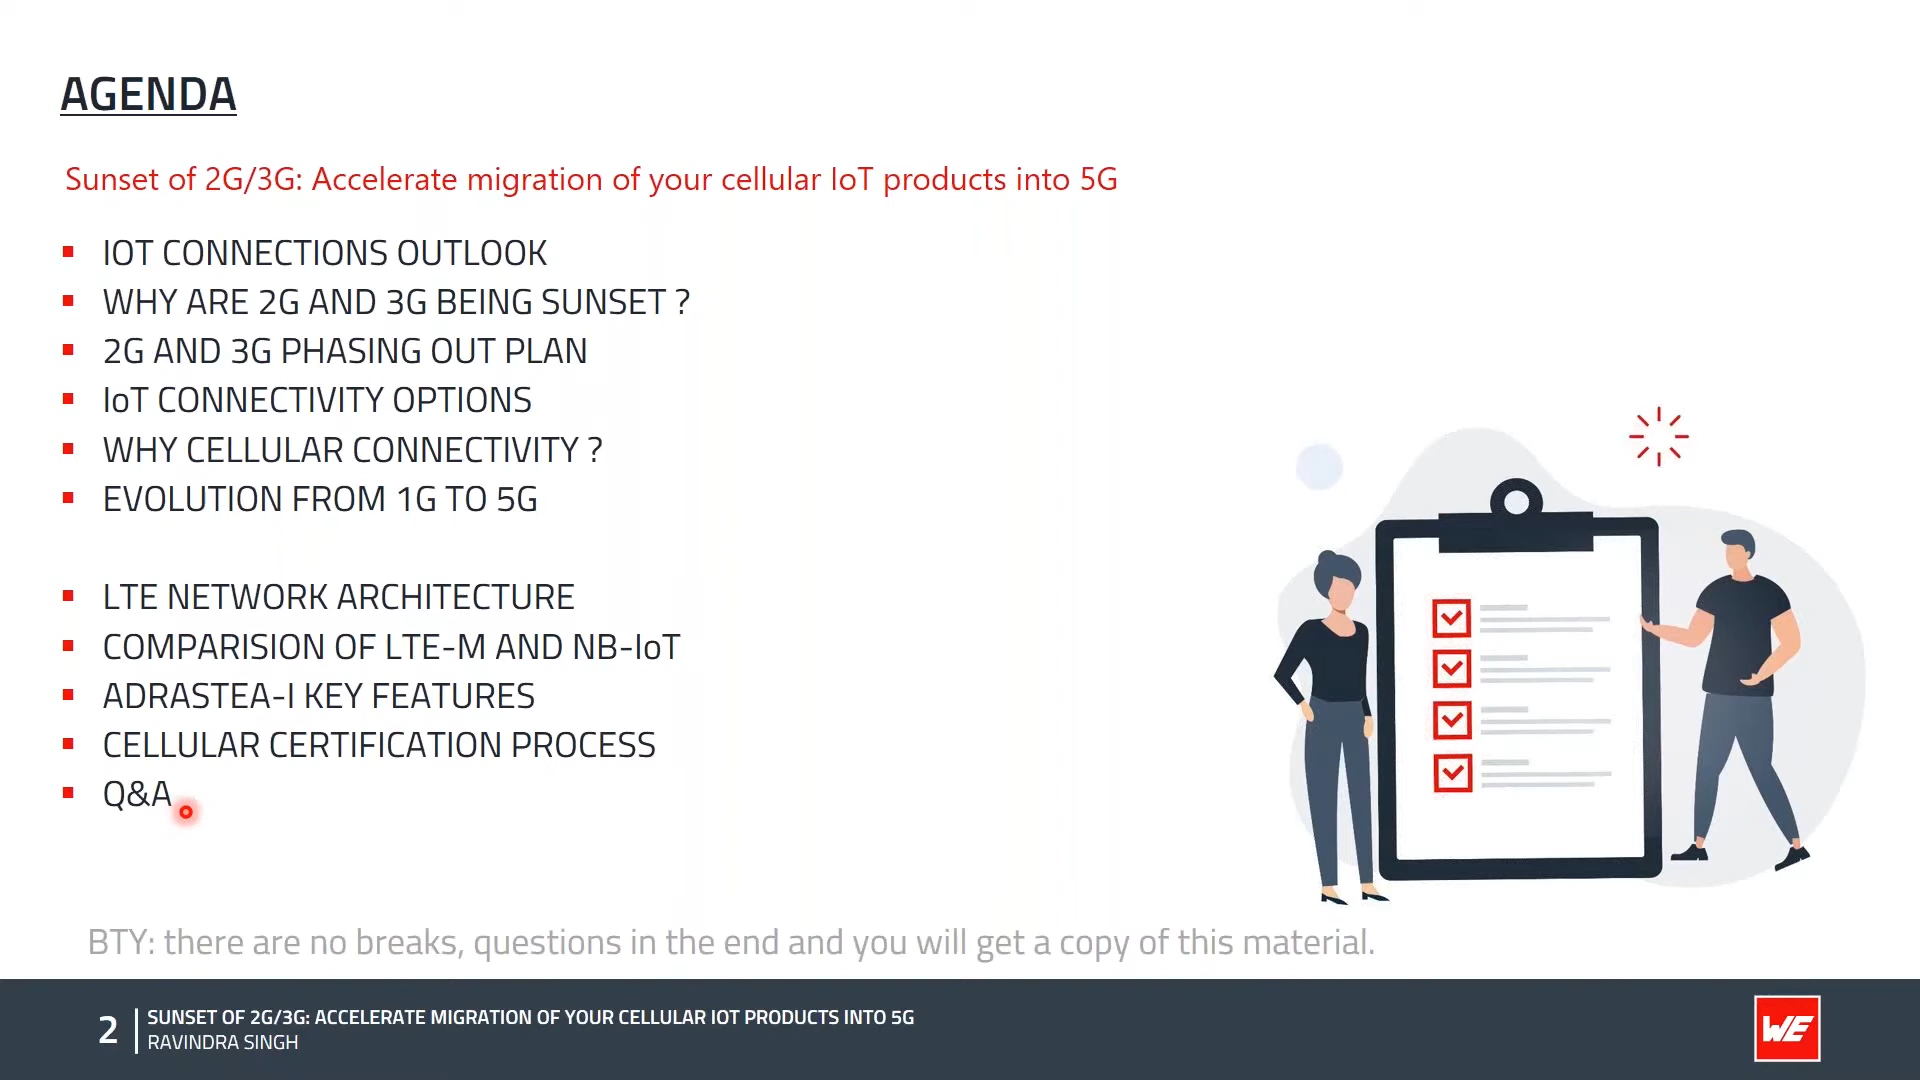 AGENDA
Sunset of 2G/3G: Accelerate migration of your cellular IoT products into 5G
IOT CONNECTIONS OUTLOOK
WHY ARE 2G AND 3G BEING SUNSET ?
2G AND 3G PHASING OUT PLAN
IoT CONNECTIVITY OPTIONS
WHY CELLULAR CONNECTIVITY ?
EVOLUTION FROM 1G TO 5G
LTE NETWORK ARCHITECTURE
COMPARISION OF LTE-M AND NB-IoT
ADRASTEA-I KEY FEATURES
CELLULAR CERTIFICATION PROCESS
Q&A
BTY: there are no breaks, questions in the end and you will get a copy of this material.
2
SUNSET OF 2G/3G: ACCELERATE MIGRATION OF YOUR CELLULAR IOT PRODUCTS INTO 5G
RAVINDRA SINGH
WE